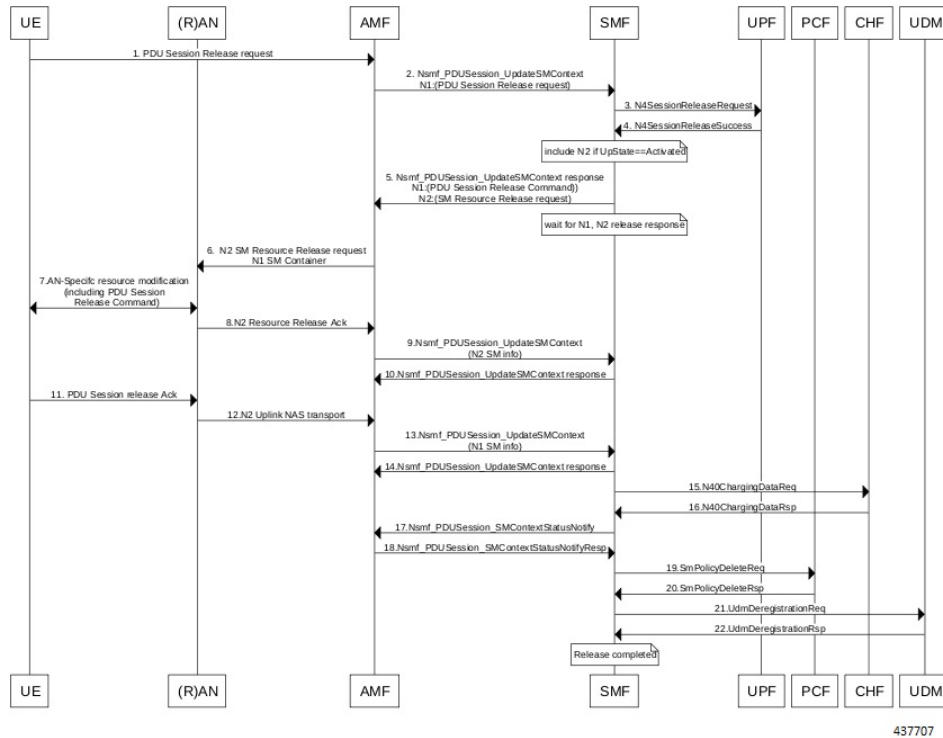 UE
(R)AN
AMF
SMF
UPF
PCF
CHF
UDM
1. PDU Session Release request
2. Nsmf_PDUSession_UpdateSMContext
N1:(PDU Session Release request)
3. N4SessionReleaseRequest
4. N4SessionReleaseSuccess
include N2 if UpState==Activated
5. Nsmf_PDUSession_UpdateSMContext response
N1:(PDU Session Release Command))
N2:(SM Resource Release request)
wait for N1, N2 release response
6. N2 SM Resource Release request
N1 SM Container
7.AN-Specifc resource modification
(including PDU Session
Release Command)
8.N2 Resource Release Ack
9.Nsmf_PDUSession_UpdateSMContext
(N2 SM info)
10.Nsmf_PDUSession_UpdateSMContext response
11. PDU Session release Ack
12.N2 Uplink NAS transport
13.Nsmf_PDUSession_UpdateSMContext
(N1 SM info)
14.Nsmf_PDUSession_UpdateSMContext response
15.N40ChargingDataReq
16.N40ChargingDataRsp
17.Nsmf_PDUSession_SMContextStatusNotify
18.Nsmf_PDUSession_SMContextStatusNotifyResp
19.SmPolicyDeleteReq
20.SmPolicyDeleteRsp
21.UdmDeregistrationReq
22.UdmDeregistrationRsp
Release completed
UE
(R)AN
AMF
SMF
UPF
PCF
CHF
UDM
437707